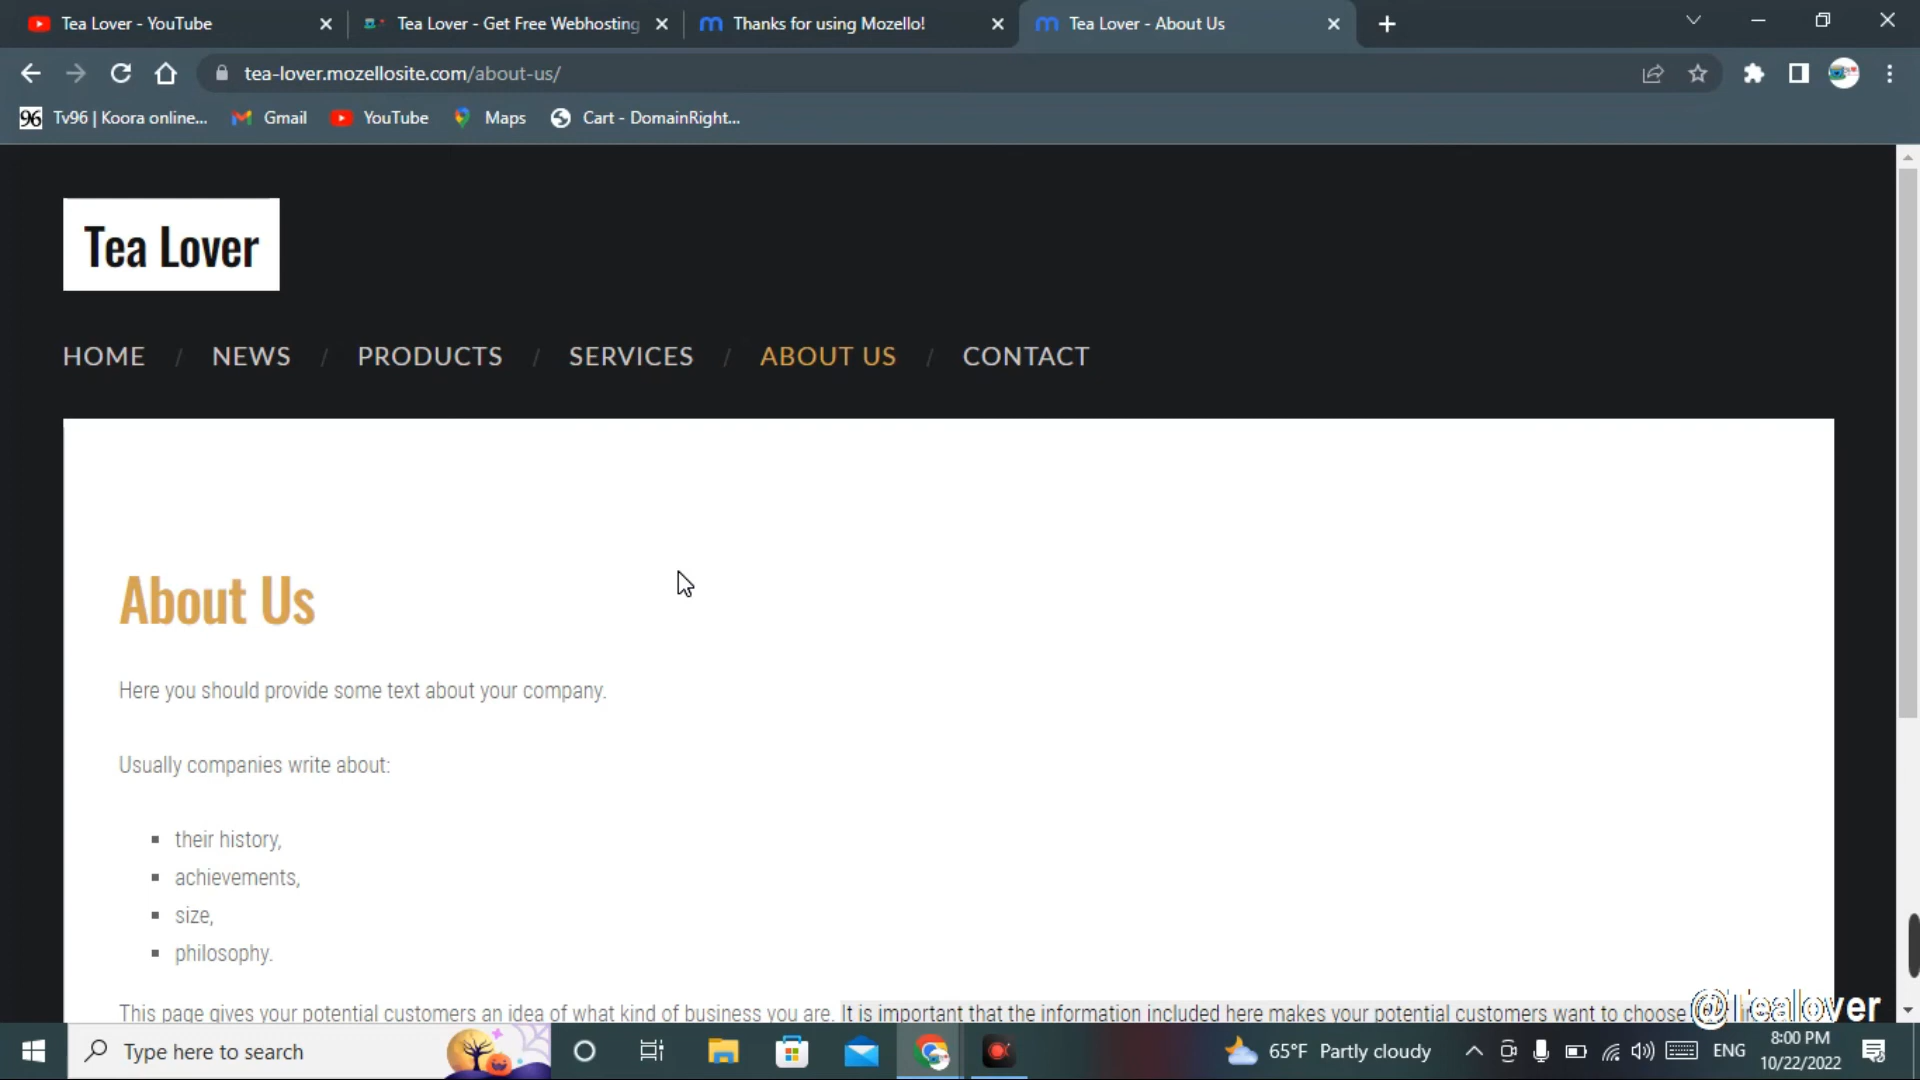 Tea Lover - YouTube
Tea Lover - Get Free Webhosting
Thanks for using Mozello!
Tea Lover - About Us
tea-lover.mozellosite.com/about-us/
96 Tv96 | Koora online...
Gmail
YouTube
Maps
Cart - DomainRight...
Tea Lover
HOME / NEWS / PRODUCTS / SERVICES / ABOUT US / CONTACT
About Us
Here you should provide some text about your company.
Usually companies write about:
their history,
achievements,
size,
philosophy.
This page gives your potential customers an idea of what kind of business you are. It is important that the information included here makes your potential customers want to choose
@Tealover
Type here to search
65°F Partly cloudy
ENG
8:00 PM
10/22/2022